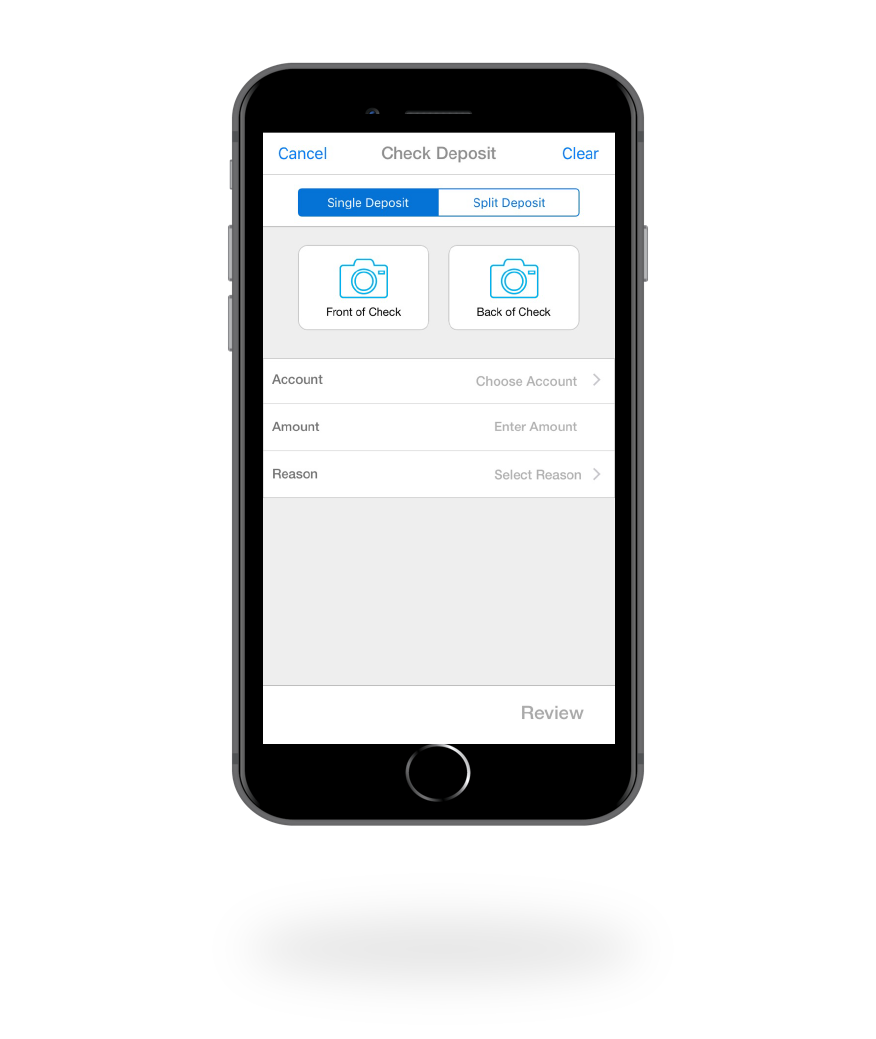 Cancel Check Deposit Clear
Single Deposit Split Deposit
Front of Check Back of Check
Account Choose Account
Amount Enter Amount
Reason Select Reason
Review